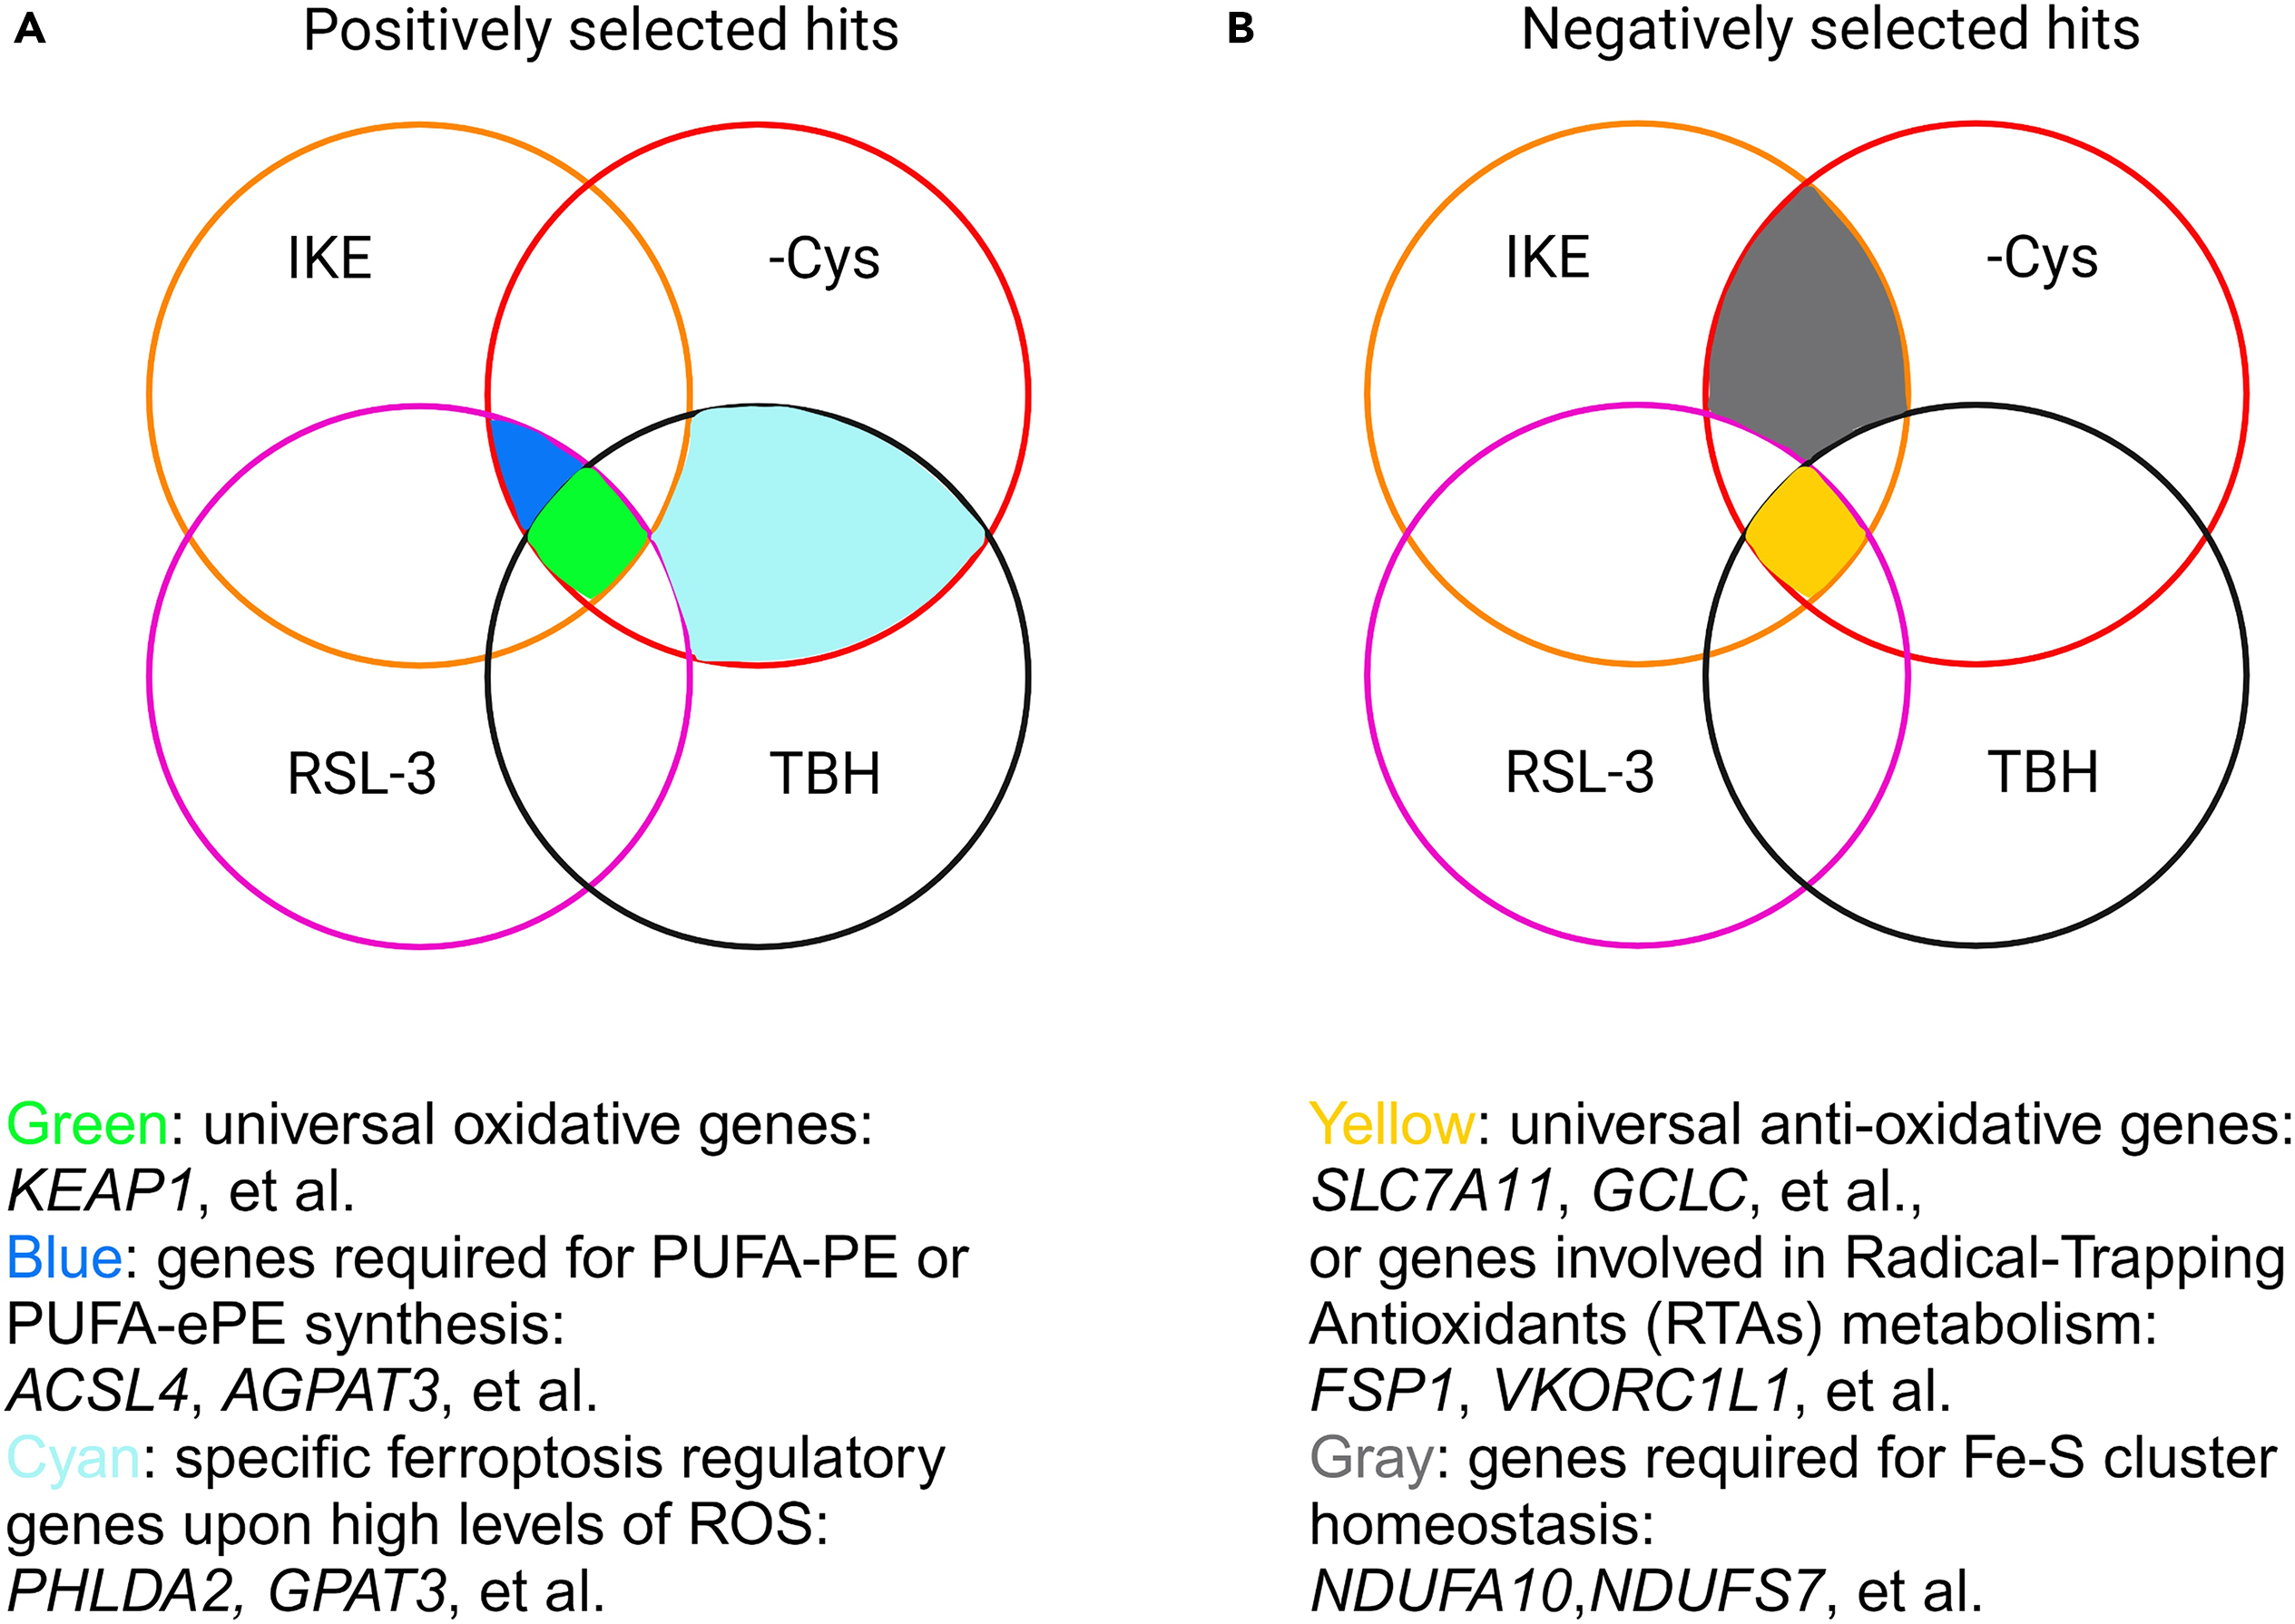 A
Positively selected hits
IKE
-Cys
RSL-3
TBH
Green: universal oxidative genes:
KEAP1, et al.
Blue: genes required for PUFA-PE or
PUFA-ePE synthesis:
ACSL4, AGPAT3, et al.
Cyan: specific ferroptosis regulatory
genes upon high levels of ROS:
PHLDA2, GPAT3, et al.
B
Negatively selected hits
IKE
-Cys
RSL-3
TBH
Yellow: universal anti-oxidative genes:
SLC7A11, GCLC, et al.,
or genes involved in Radical-Trapping
Antioxidants (RTAs) metabolism:
FSP1, VKORC1L1, et al.
Gray: genes required for Fe-S cluster
homeostasis:
NDUFA10,NDUFS7, et al.